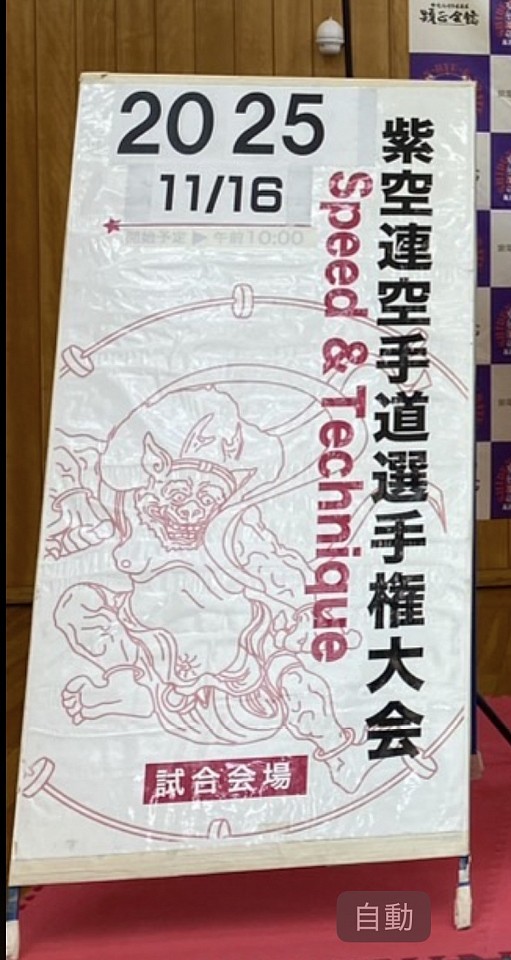 2025
11/16
開始予定 ▶ 午前10:00
紫空連空手道選手権大会
Speed & Technique
試合会場
自動